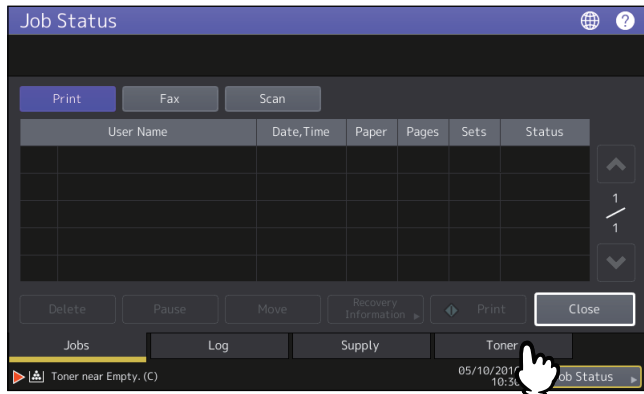 Job Status
?
Print Fax Scan
User Name Date,Time Paper Pages Sets Status
1
1
Delete Pause Move Recovery Information Print Close
Jobs Log Supply Toner
Toner near Empty. (C)
05/10/201
10:3
ob Status